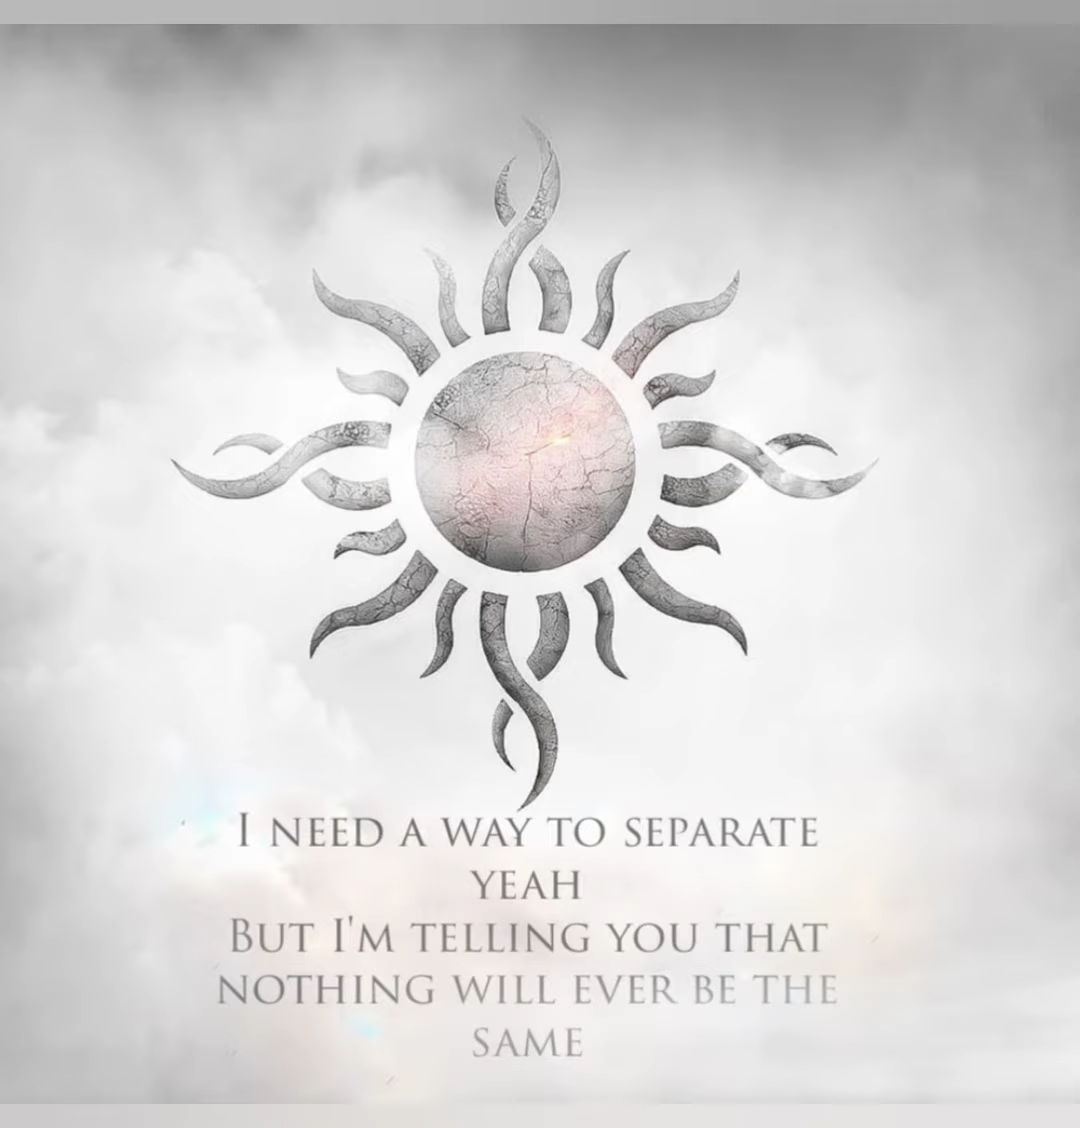 I NEED A WAY TO SEPARATE
YEAH
BUT I'M TELLING YOU THAT
NOTHING WILL EVER BE THE
SAME